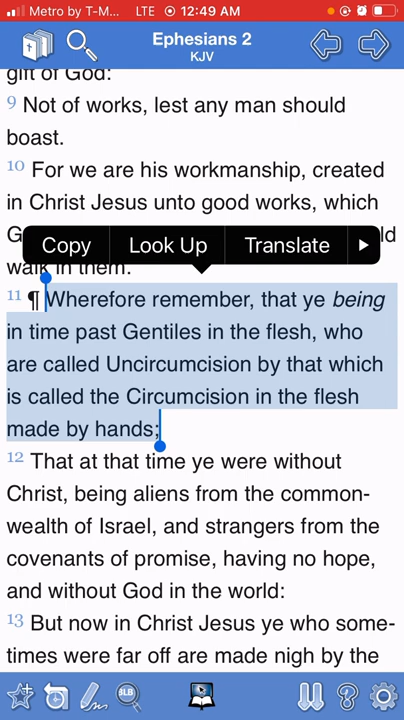 Metro by T-M... LTE 12:49 AM
Ephesians 2
KJV
gift of God:
9 Not of works, lest any man should
boast.
10 For we are his workmanship, created
in Christ Jesus unto good works, which
G
Copy Look Up Translate
ld
walk in them.
11 ¶ Wherefore remember, that ye being
in time past Gentiles in the flesh, who
are called Uncircumcision by that which
is called the Circumcision in the flesh
made by hands;
12 That at that time ye were without
Christ, being aliens from the common-
wealth of Israel, and strangers from the
covenants of promise, having no hope,
and without God in the world:
13 But now in Christ Jesus ye who some-
times were far off are made nigh by the
SLB